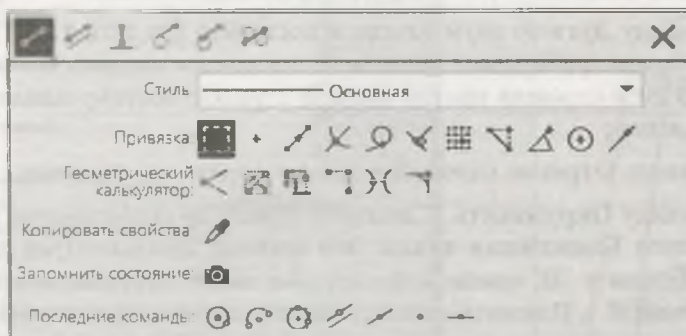 Стиль Основная
Привязка
Геометрический
калькулятор:
Копировать свойства
Запомнить состояние:
Последние команды: